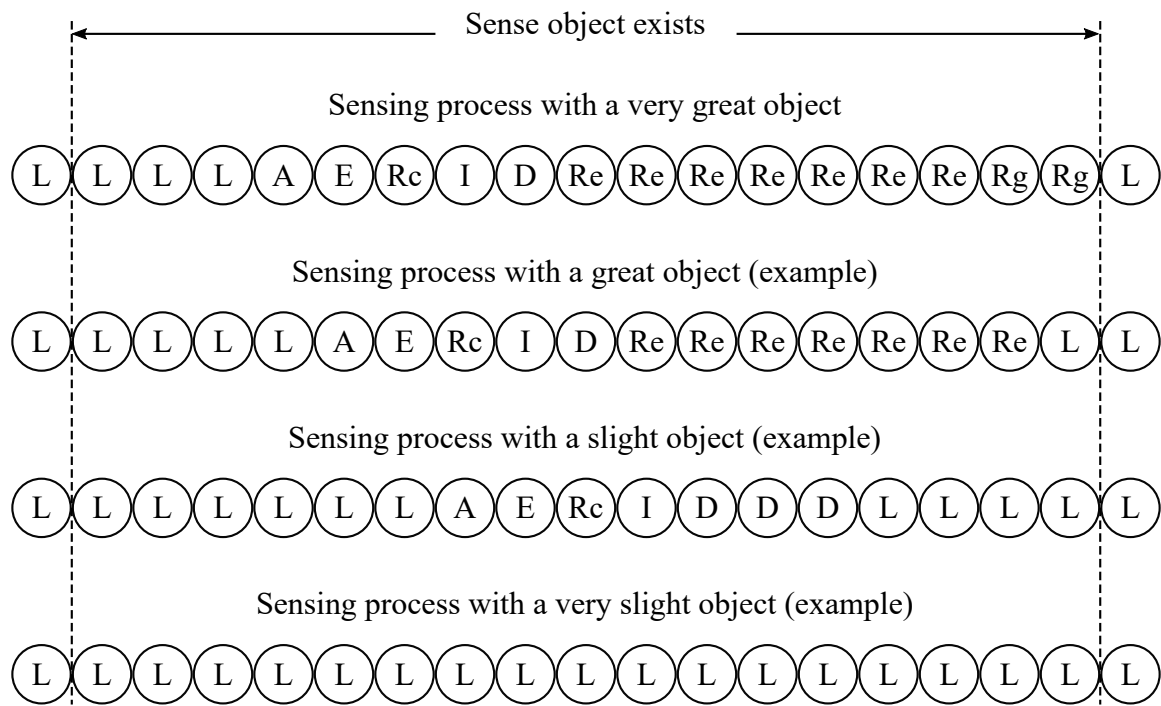 Sense object exists
Sensing process with a very great object
L L L L A E Rc I D Re Re Re Re Re Re Re Rg Rg L
Sensing process with a great object (example)
L L L L L A E Rc I D Re Re Re Re Re Re Re L L
Sensing process with a slight object (example)
L L L L L L L A E Rc I D D D L L L L L
Sensing process with a very slight object (example)
L L L L L L L L L L L L L L L L L L L